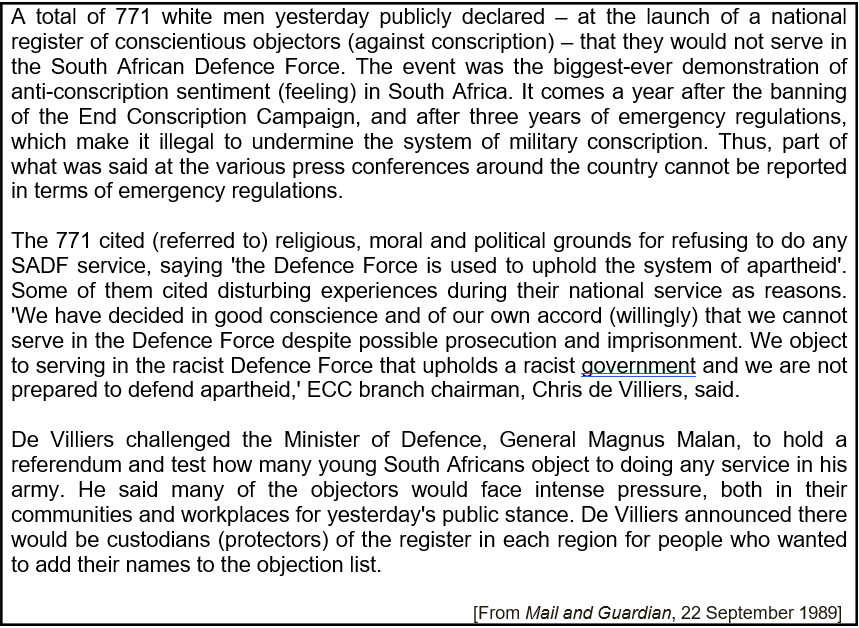 A total of 771 white men yesterday publicly declared – at the launch of a national
register of conscientious objectors (against conscription) – that they would not serve in
the South African Defence Force. The event was the biggest-ever demonstration of
anti-conscription sentiment (feeling) in South Africa. It comes a year after the banning
of the End Conscription Campaign, and after three years of emergency regulations,
which make it illegal to undermine the system of military conscription. Thus, part of
what was said at the various press conferences around the country cannot be reported
in terms of emergency regulations.

The 771 cited (referred to) religious, moral and political grounds for refusing to do any
SADF service, saying 'the Defence Force is used to uphold the system of apartheid'.
Some of them cited disturbing experiences during their national service as reasons.
'We have decided in good conscience and of our own accord (willingly) that we cannot
serve in the Defence Force despite possible prosecution and imprisonment. We object
to serving in the racist Defence Force that upholds a racist government and we are not
prepared to defend apartheid,' ECC branch chairman, Chris de Villiers, said.

De Villiers challenged the Minister of Defence, General Magnus Malan, to hold a
referendum and test how many young South Africans object to doing any service in his
army. He said many of the objectors would face intense pressure, both in their
communities and workplaces for yesterday's public stance. De Villiers announced there
would be custodians (protectors) of the register in each region for people who wanted
to add their names to the objection list.

[From Mail and Guardian, 22 September 1989]